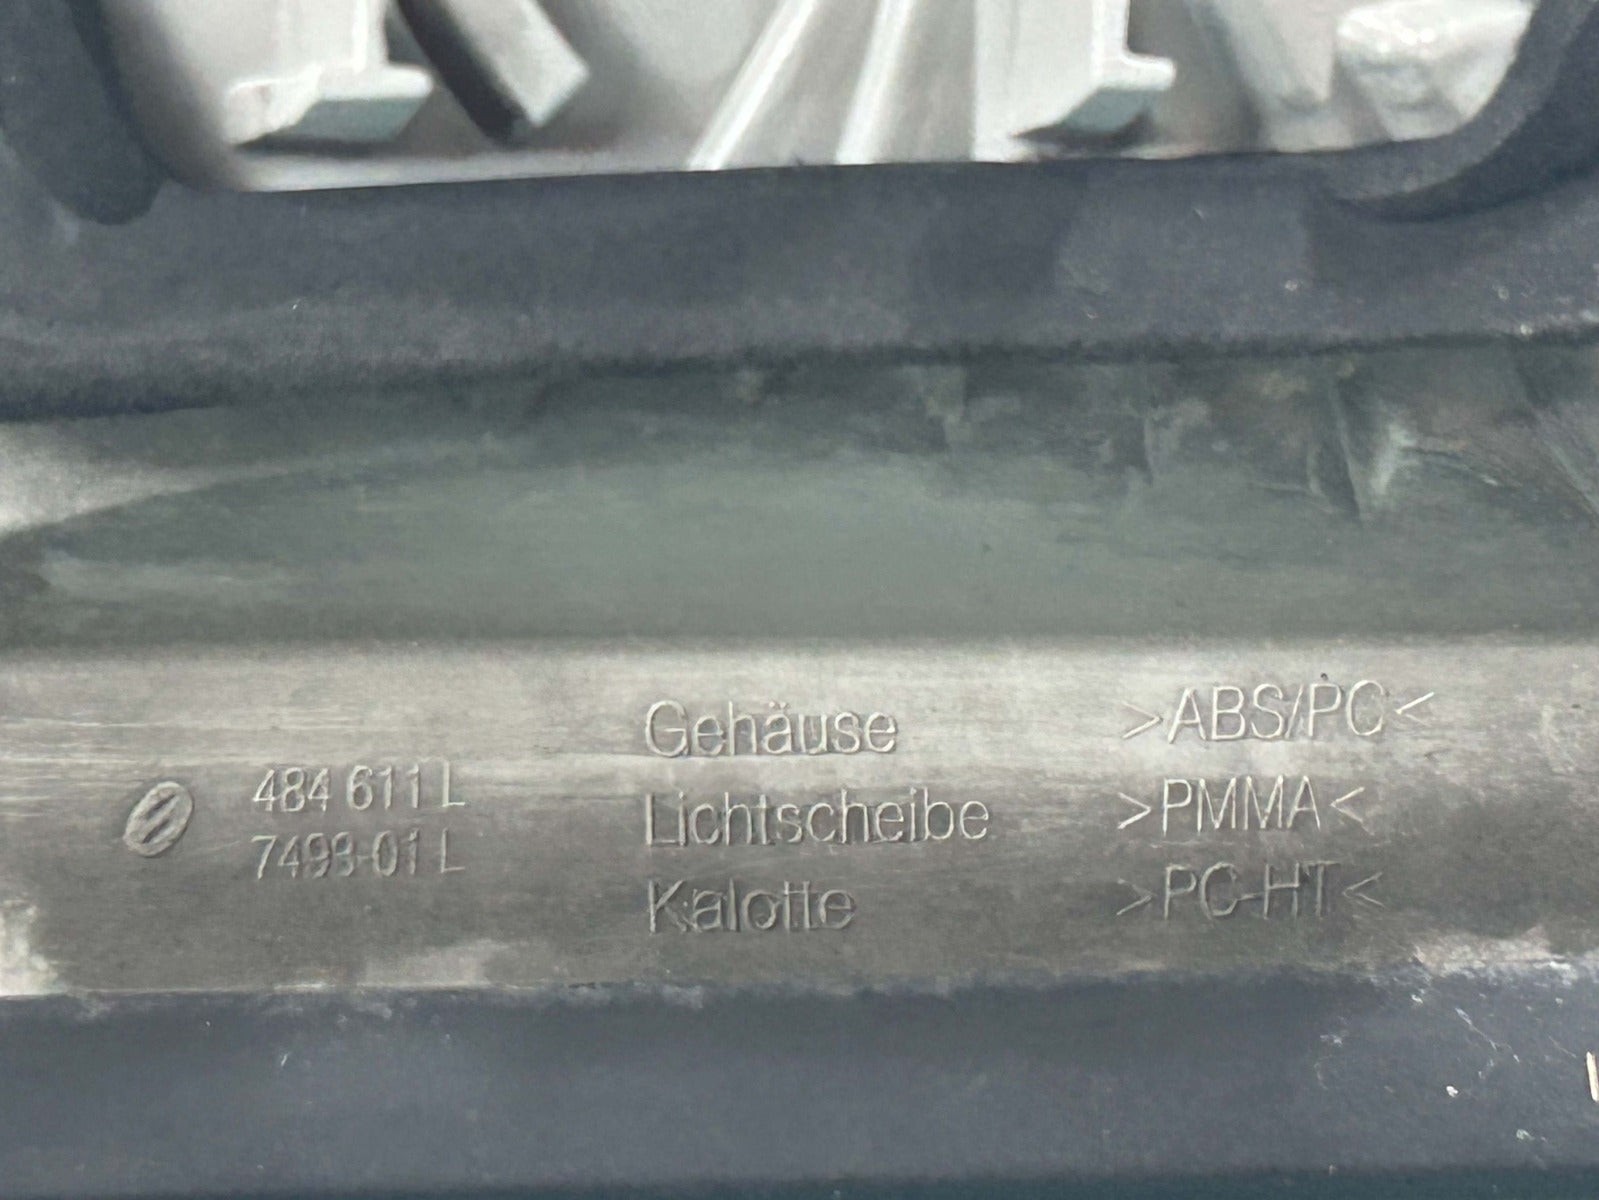 484 611 L
7493-01 L
Gehäuse >ABS/PC<
Lichtscheibe >PMMA<
Kalotte >PC-HT<